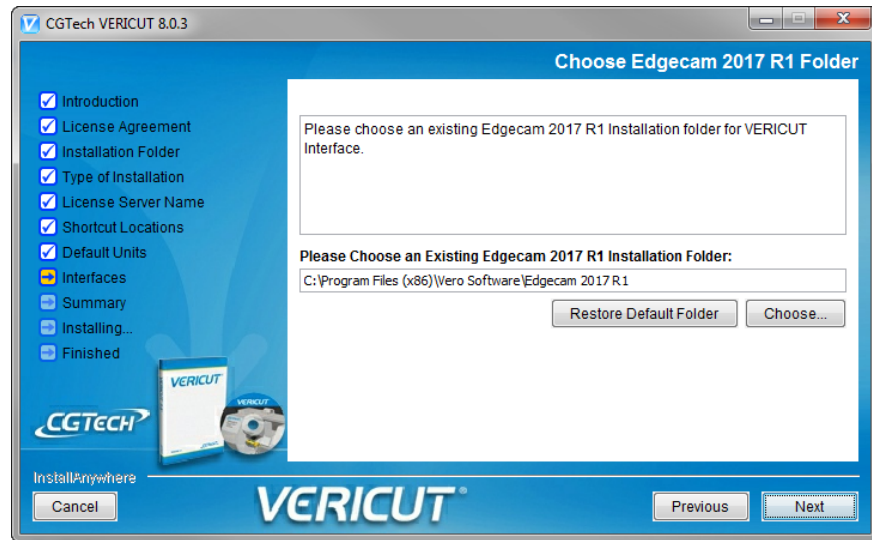 CGTech VERICUT 8.0.3
Choose Edgecam 2017 R1 Folder
Introduction
License Agreement
Installation Folder
Type of Installation
License Server Name
Shortcut Locations
Default Units
Interfaces
Summary
Installing...
Finished
Please choose an existing Edgecam 2017 R1 Installation folder for VERICUT
Interface.
Please Choose an Existing Edgecam 2017 R1 Installation Folder:
C:\Program Files (x86)\Vero Software\Edgecam 2017 R1
Restore Default Folder
Choose...
VERICUT
VERICUT
CGTECH
InstallAnywhere
Cancel
VERICUT®
Previous
Next